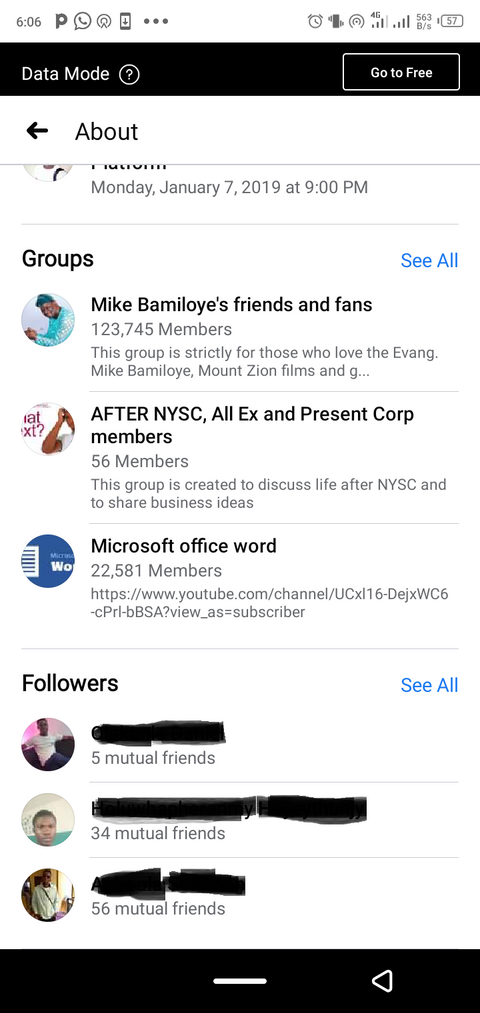 6:06
4G
563
B/s
57
Data Mode ?
Go to Free
About
Platform
Monday, January 7, 2019 at 9:00 PM
Groups
See All
Mike Bamiloye's friends and fans
123,745 Members
This group is strictly for those who love the Evang.
Mike Bamiloye, Mount Zion films and g...
AFTER NYSC, All Ex and Present Corp
members
56 Members
This group is created to discuss life after NYSC and
to share business ideas
Microsoft office word
22,581 Members
https://www.youtube.com/channel/UCxl16-DejxWC6
-cPrl-bBSA?view_as=subscriber
Followers
See All
5 mutual friends
34 mutual friends
56 mutual friends